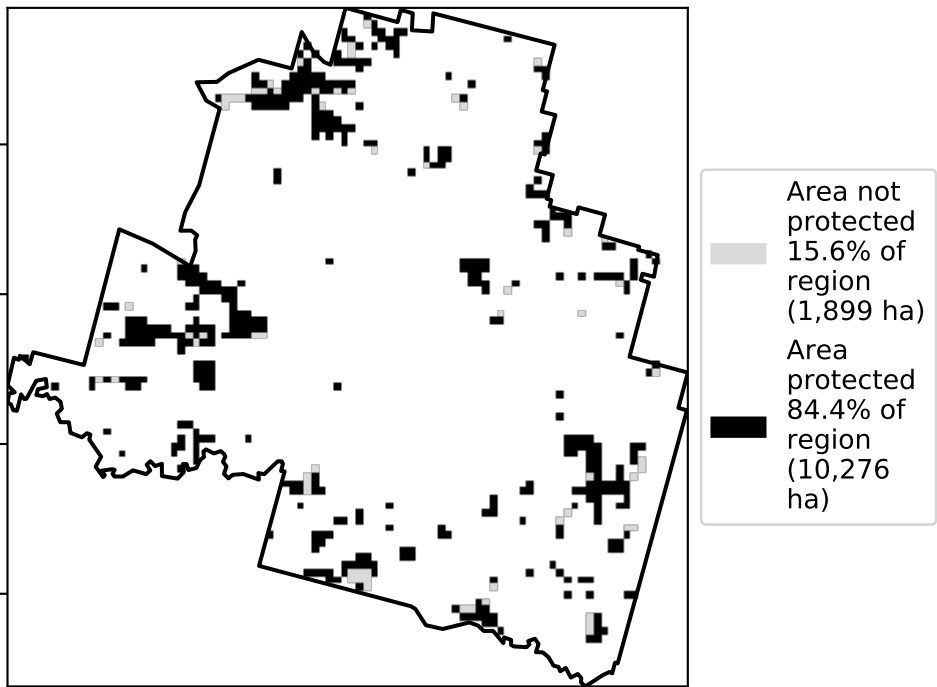 Area not
protected
15.6% of
region
(1,899 ha)
Area
protected
84.4% of
region
(10,276
ha)